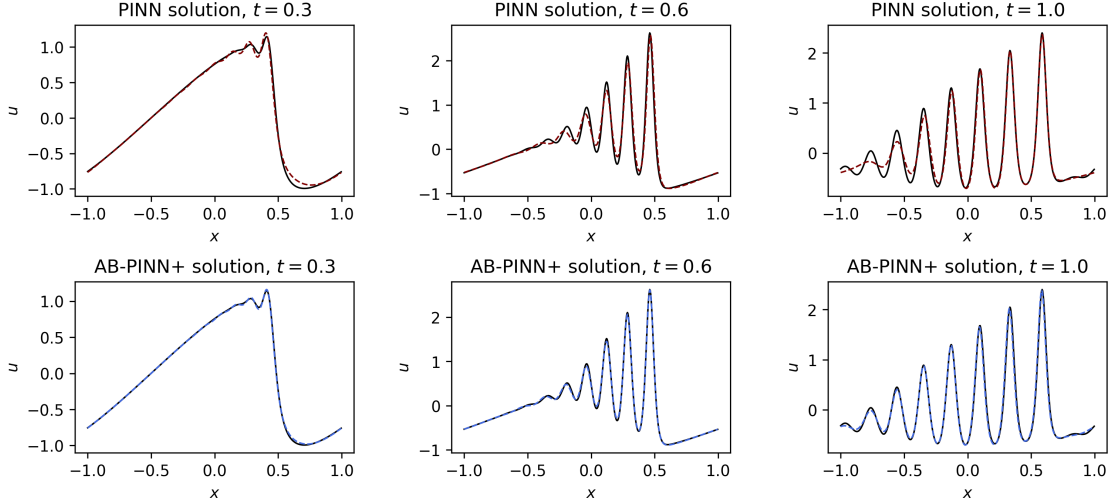 PINN solution, t = 0.3
1.0
0.5
0.0
−0.5
−1.0
u
−1.0 −0.5 0.0 0.5 1.0
x
PINN solution, t = 0.6
2
1
0
−1
u
−1.0 −0.5 0.0 0.5 1.0
x
PINN solution, t = 1.0
2
1
0
u
−1.0 −0.5 0.0 0.5 1.0
x
AB-PINN+ solution, t = 0.3
1.0
0.5
0.0
−0.5
−1.0
u
−1.0 −0.5 0.0 0.5 1.0
x
AB-PINN+ solution, t = 0.6
2
1
0
−1
u
−1.0 −0.5 0.0 0.5 1.0
x
AB-PINN+ solution, t = 1.0
2
1
0
u
−1.0 −0.5 0.0 0.5 1.0
x